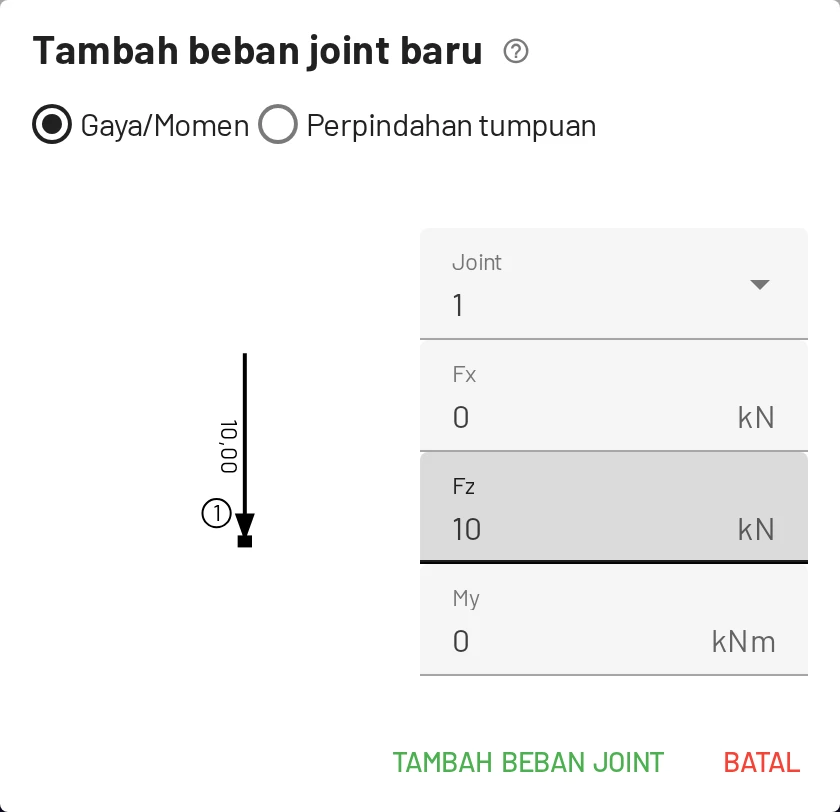 Tambah beban joint baru ?
Gaya/Momen Perpindahan tumpuan
Joint
1
Fx
0 kN
10,00
Fz
10 kN
1
My
0 kNm
TAMBAH BEBAN JOINT BATAL